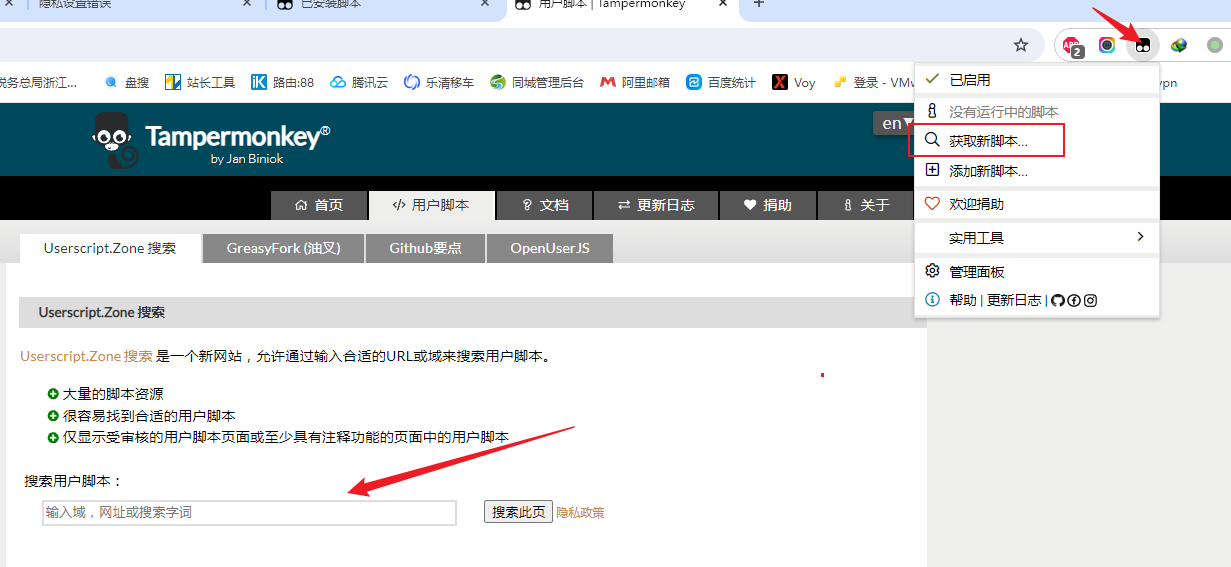 隐私设置错误
已安装脚本
用户脚本 | Tampermonkey
税务总局浙江...
盘搜
站长工具
路由:88
腾讯云
乐清移车
同城管理后台
阿里邮箱
百度统计
Voy
登录 - VMw
vpn
ABP
2
已启用
没有运行中的脚本
获取新脚本...
添加新脚本...
欢迎捐助
实用工具
管理面板
帮助 | 更新日志 |
Tampermonkey®
by Jan Biniok
en▼
首页
用户脚本
文档
更新日志
捐助
关于
Userscript.Zone 搜索
GreasyFork (油叉)
Github要点
OpenUserJS
Userscript.Zone 搜索
Userscript.Zone 搜索 是一个新网站，允许通过输入合适的URL或域来搜索用户脚本。
大量的脚本资源
很容易找到合适的用户脚本
仅显示受审核的用户脚本页面或至少具有注释功能的页面中的用户脚本
搜索用户脚本：
输入域，网址或搜索字词
搜索此页
隐私政策